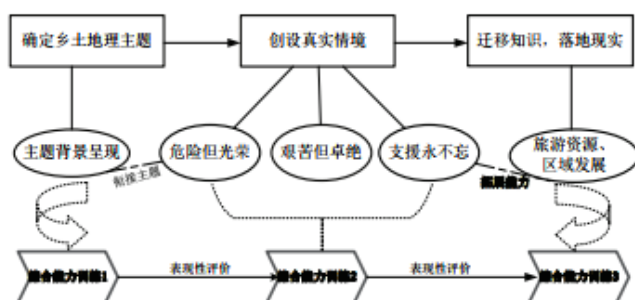 确定乡土地理主题
创设真实情境
迁移知识，落地现实
主题背景呈现
危险但光荣
艰苦但卓绝
支援永不忘
旅游资源、
区域发展
衔接主题
拓展能力
综合能力训练1
表现性评价
综合能力训练2
表现性评价
综合能力训练3